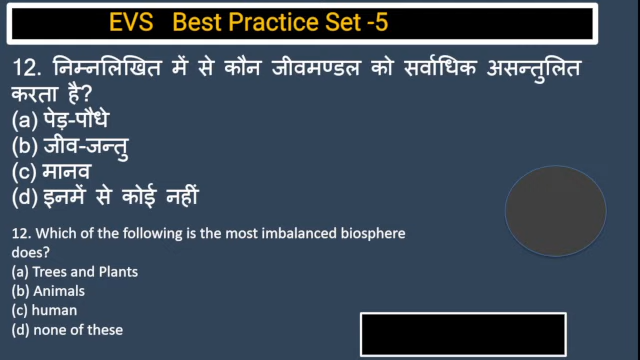 EVS Best Practice Set -5
12. निम्नलिखित में से कौन जीवमण्डल को सर्वाधिक असन्तुलित
करता है?
(a) पेड़-पौधे
(b) जीव-जन्तु
(c) मानव
(d) इनमें से कोई नहीं
12. Which of the following is the most imbalanced biosphere
does?
(a) Trees and Plants
(b) Animals
(c) human
(d) none of these